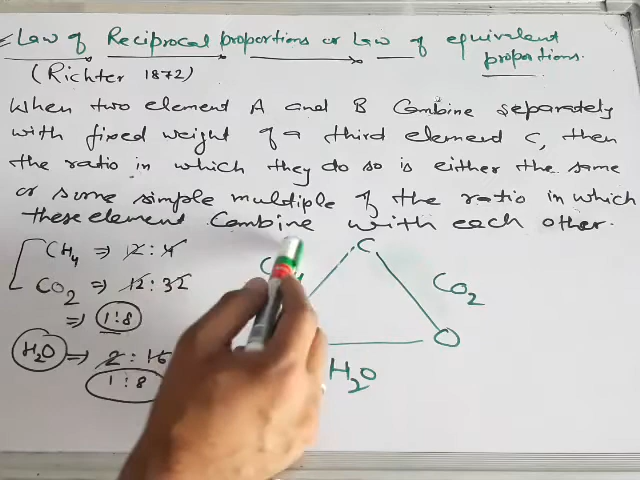 Law of Reciprocal proportions or Law of equivalent
proportions.
(Richter 1872)
When two element A and B Combine separately
with fixed weight of a third element C, then
the ratio in which they do so is either the same
or some simple multiple of the ratio in which
these element Combine with each other.
CH4 ⇒ 12:4
CO2 ⇒ 12:32
⇒ 1:8
H2O ⇒ 2:16
1:8
C
CO2
O
H2O